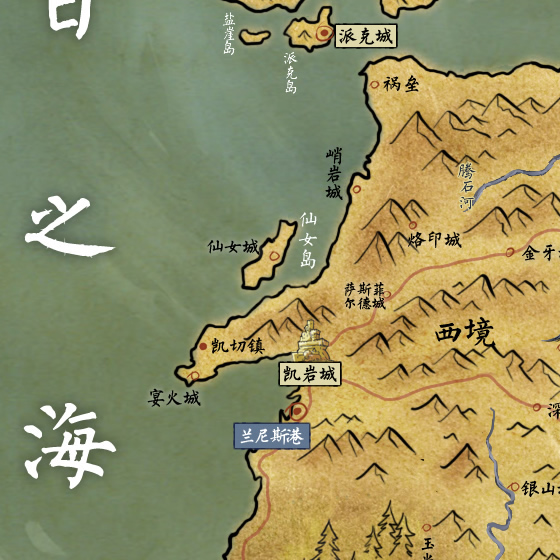 日
之
海
盐崖岛
派克岛
派克城
祸垒
峭岩城
腾石河
仙女城
仙女岛
烙印城
金牙
萨斯菲
尔德城
西境
凯切镇
凯岩城
宴火城
深
兰尼斯港
银山
玉米